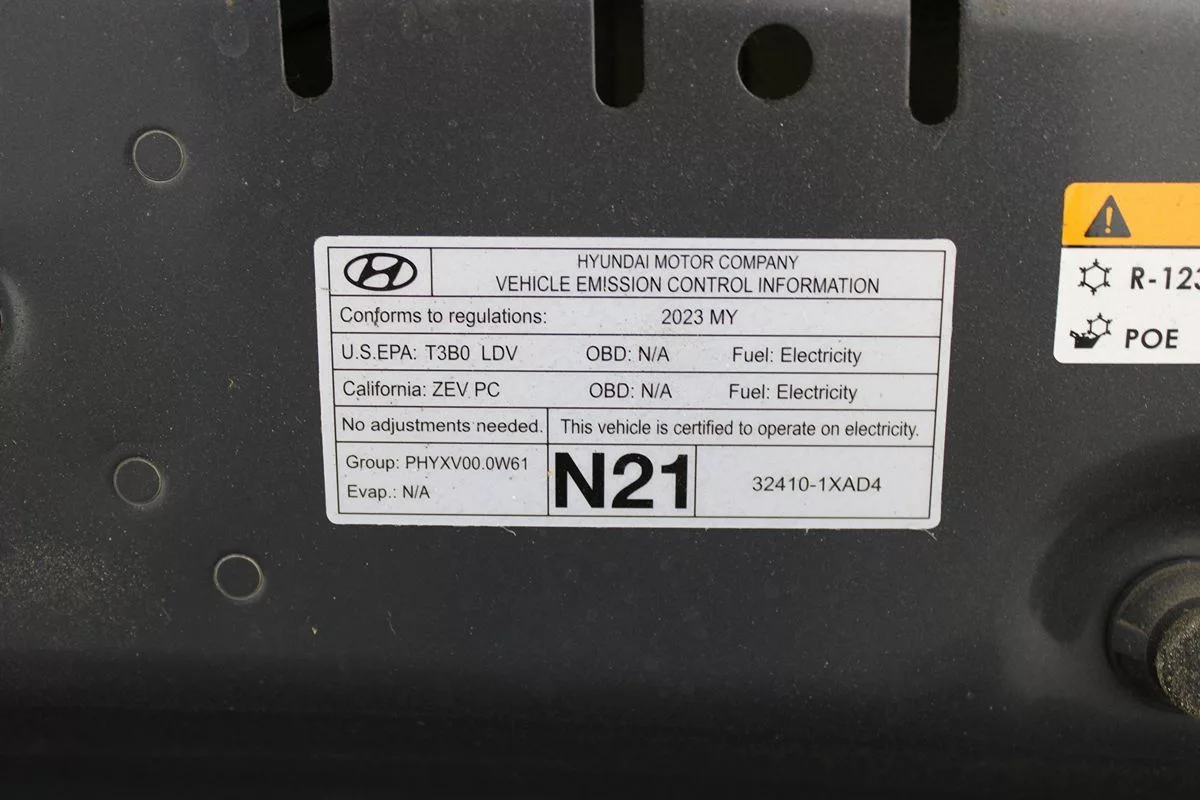 HYUNDAI MOTOR COMPANY
VEHICLE EMISSION CONTROL INFORMATION
Conforms to regulations: 2023 MY
U.S.EPA: T3B0 LDV OBD: N/A Fuel: Electricity
California: ZEV PC OBD: N/A Fuel: Electricity
No adjustments needed. This vehicle is certified to operate on electricity.
Group: PHYXV00.0W61
Evap.: N/A
N21
32410-1XAD4
POE